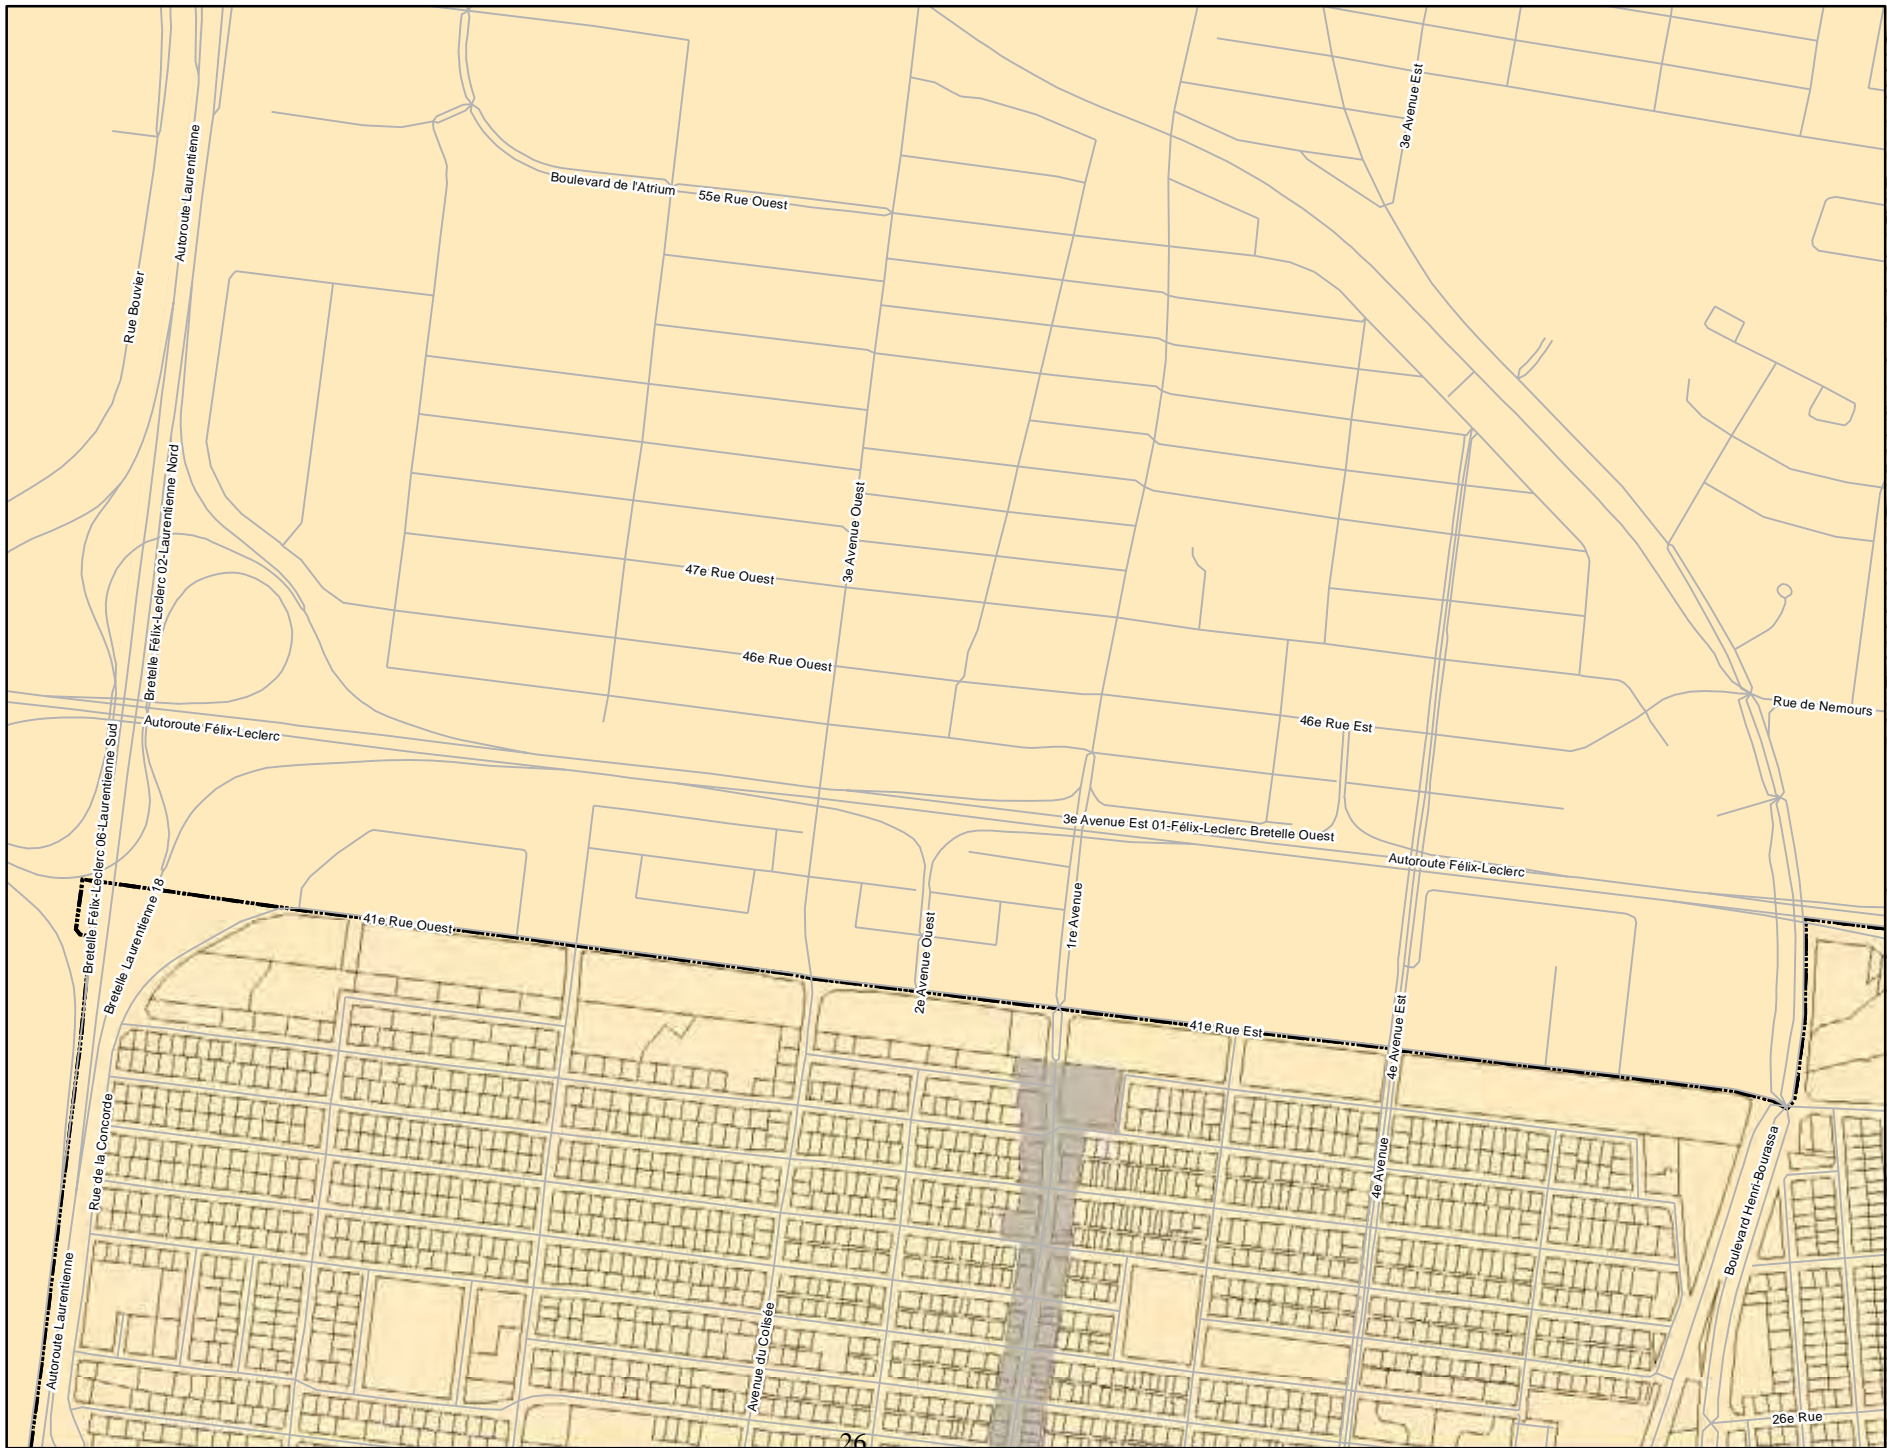 3e Avenue Est
Autoroute Laurentienne
Boulevard de l'Atrium
55e Rue Ouest
Rue Bouvier
Bretelle Félix-Leclerc 02-Laurentienne Nord
3e Avenue Ouest
47e Rue Ouest
46e Rue Ouest
Rue de Nemours
46e Rue Est
Autoroute Félix-Leclerc
Bretelle Félix-Leclerc 06-Laurentienne Sud
3e Avenue Est 01-Félix-Leclerc Bretelle Ouest
Autoroute Félix-Leclerc
Bretelle Laurentienne 18
41e Rue Ouest
1re Avenue
2e Avenue Ouest
41e Rue Est
4e Avenue Est
Rue de la Concorde
4e Avenue
Boulevard Henri-Bourassa
Autoroute Laurentienne
Avenue du Colisée
26e Rue
26